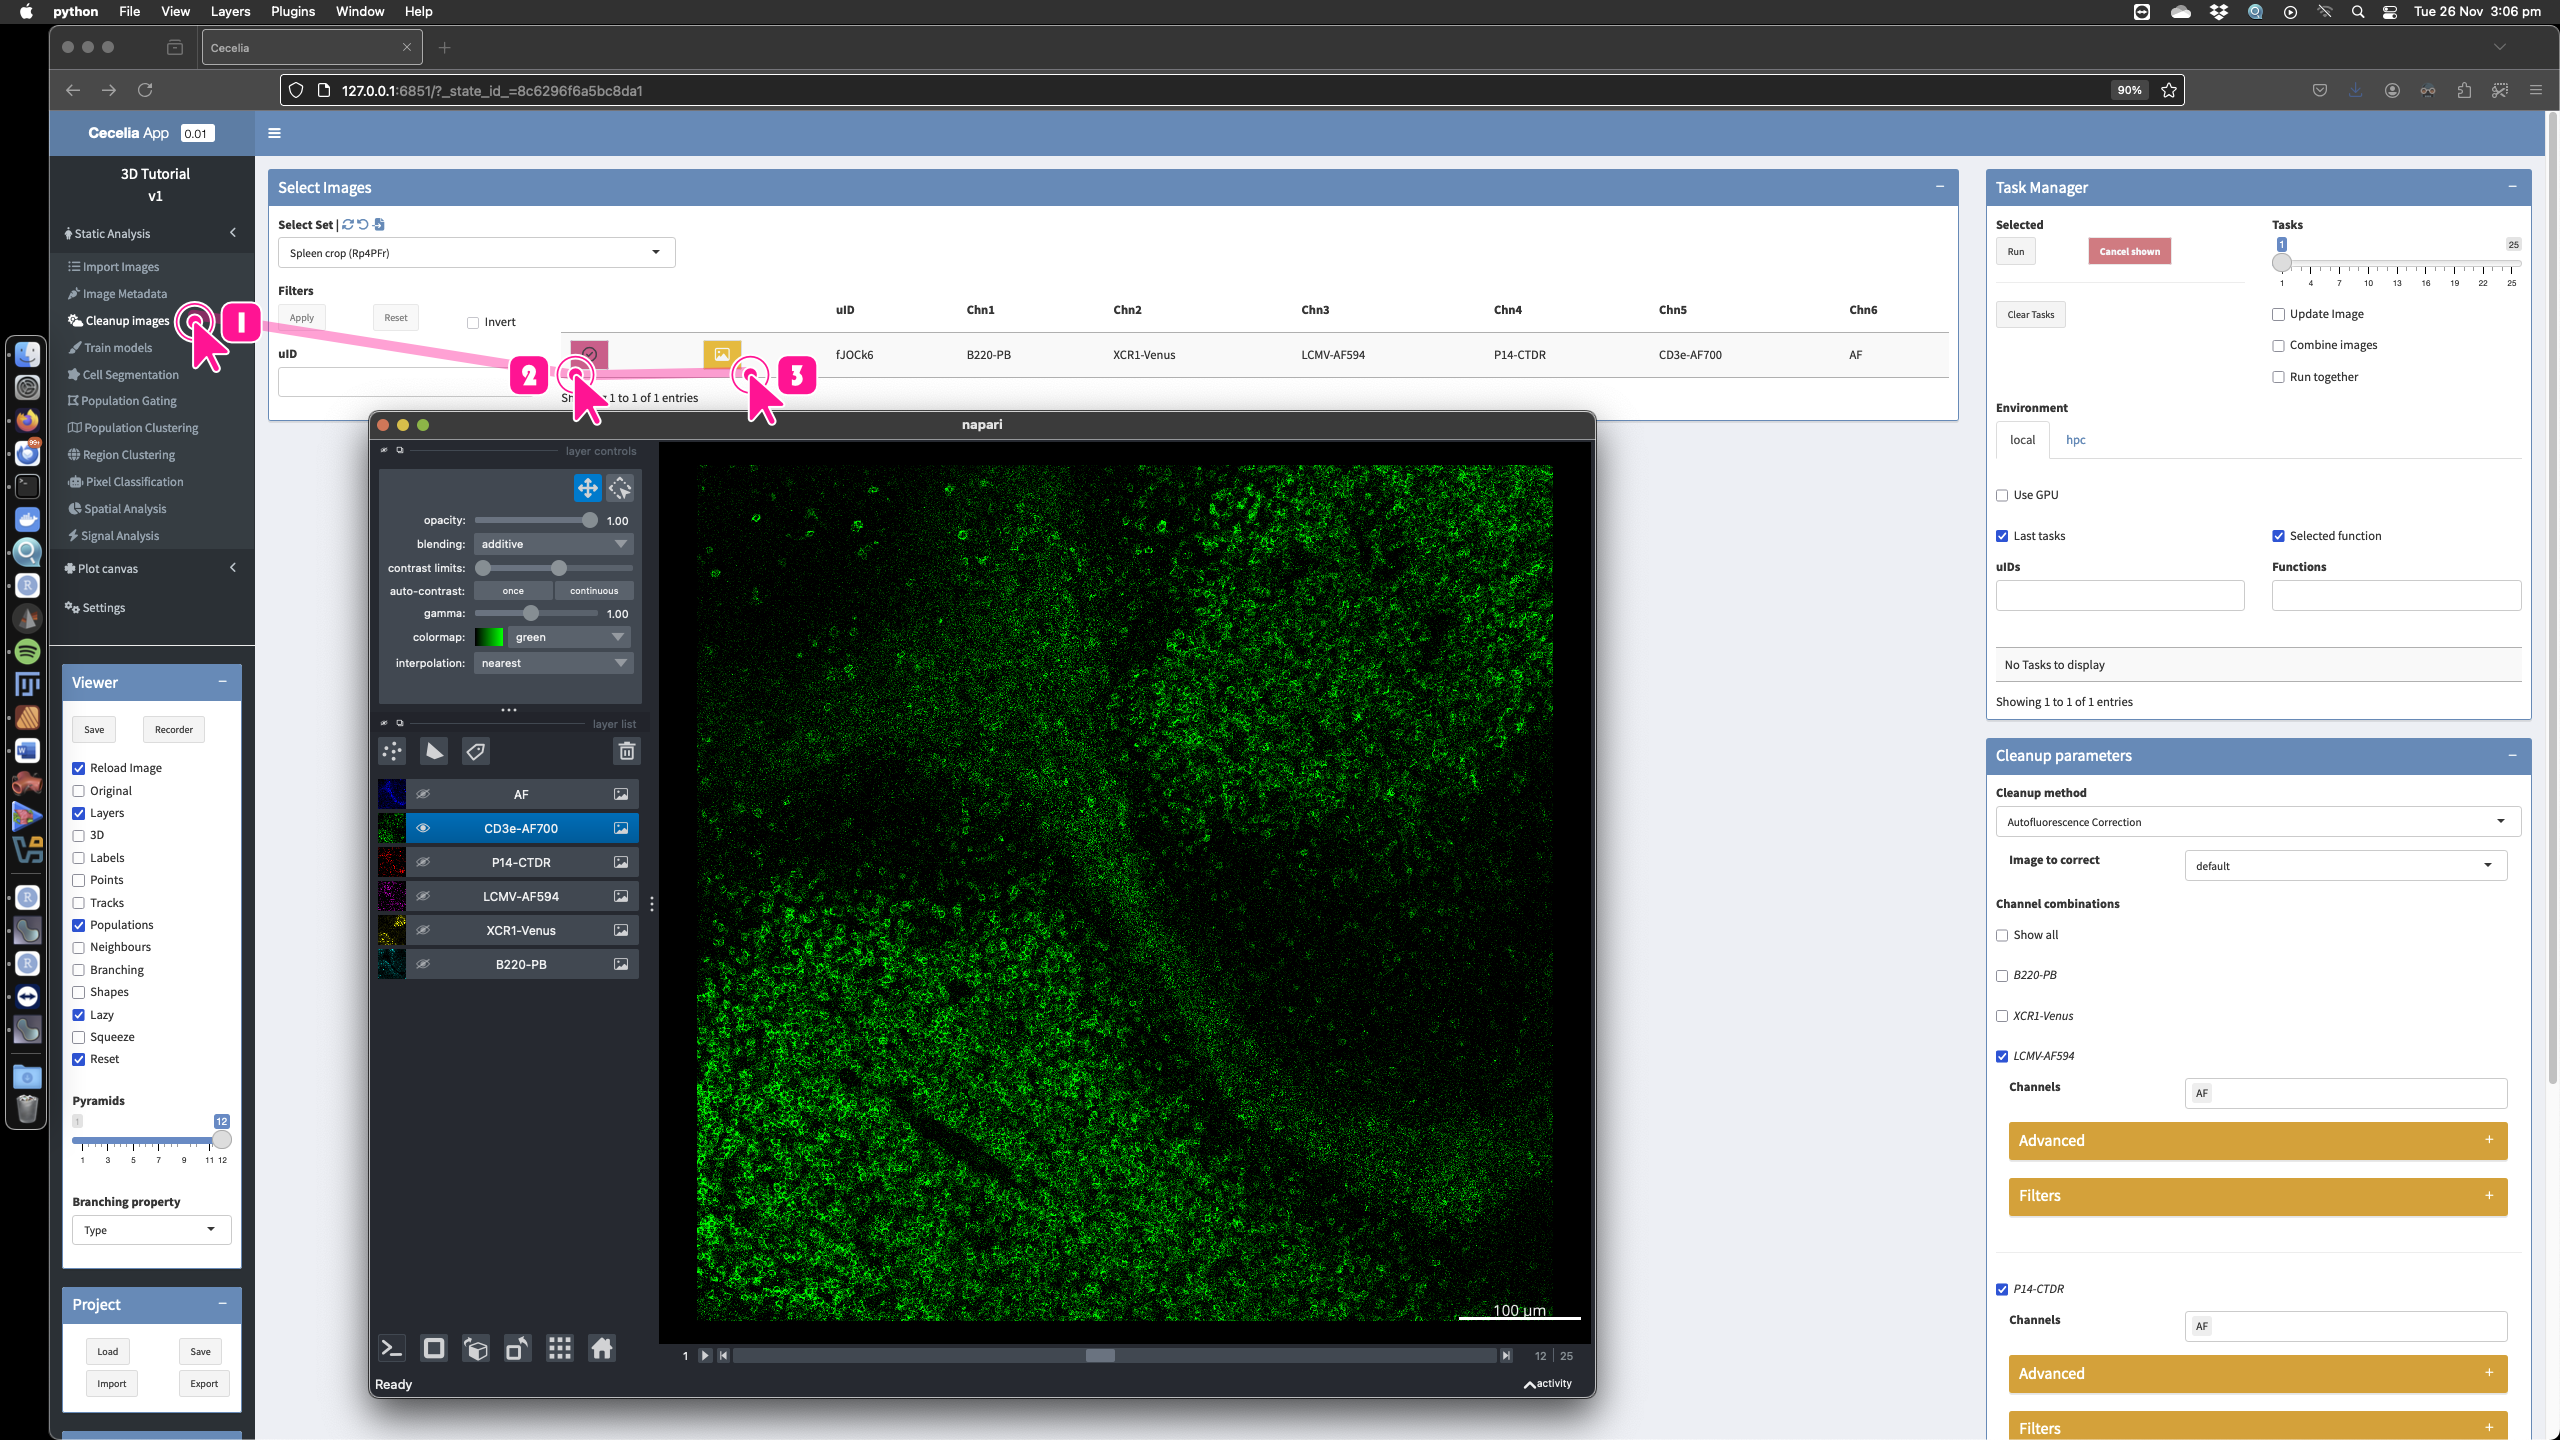 python File View Layers Plugins Window Help
Tue 26 Nov 3:06 pm
Cecelia
127.0.0.1:6851/?_state_id_=8c6296f6a5bc8da1
90%
Cecelia App 0.01
3D Tutorial
v1
Static Analysis
Import Images
Image Metadata
Cleanup images
Train models
Cell Segmentation
Population Gating
Population Clustering
Region Clustering
Pixel Classification
Spatial Analysis
Signal Analysis
Plot canvas
Settings
Viewer
Save Recorder
Reload Image
Original
Layers
3D
Labels
Points
Tracks
Populations
Neighbours
Branching
Shapes
Lazy
Squeeze
Reset
Pyramids
1 12
1 3 5 7 9 11 12
Branching property
Type
Project
Load Save
Import Export
Select Images
Select Set |
Spleen crop (Rp4PFr)
Filters
Apply Reset Invert
uID
uID Chn1 Chn2 Chn3 Chn4 Chn5 Chn6
fJOCk6 B220-PB XCR1-Venus LCMV-AF594 P14-CTDR CD3e-AF700 AF
1 to 1 of 1 entries
1
2
3
napari
layer controls
opacity: 1.00
blending: additive
contrast limits:
auto-contrast: once continuous
gamma: 1.00
colormap: green
interpolation: nearest
layer list
AF
CD3e-AF700
P14-CTDR
LCMV-AF594
XCR1-Venus
B220-PB
100 μm
1 12 25
Ready
activity
Task Manager
Selected
Run Cancel shown
Clear Tasks
Tasks
1 25
1 4 7 10 13 16 19 22 25
Update Image
Combine images
Run together
Environment
local hpc
Use GPU
Last tasks
Selected function
uIDs
Functions
No Tasks to display
Showing 1 to 1 of 1 entries
Cleanup parameters
Cleanup method
Autofluorescence Correction
Image to correct default
Channel combinations
Show all
B220-PB
XCR1-Venus
LCMV-AF594
Channels AF
Advanced
Filters
P14-CTDR
Channels AF
Advanced
Filters